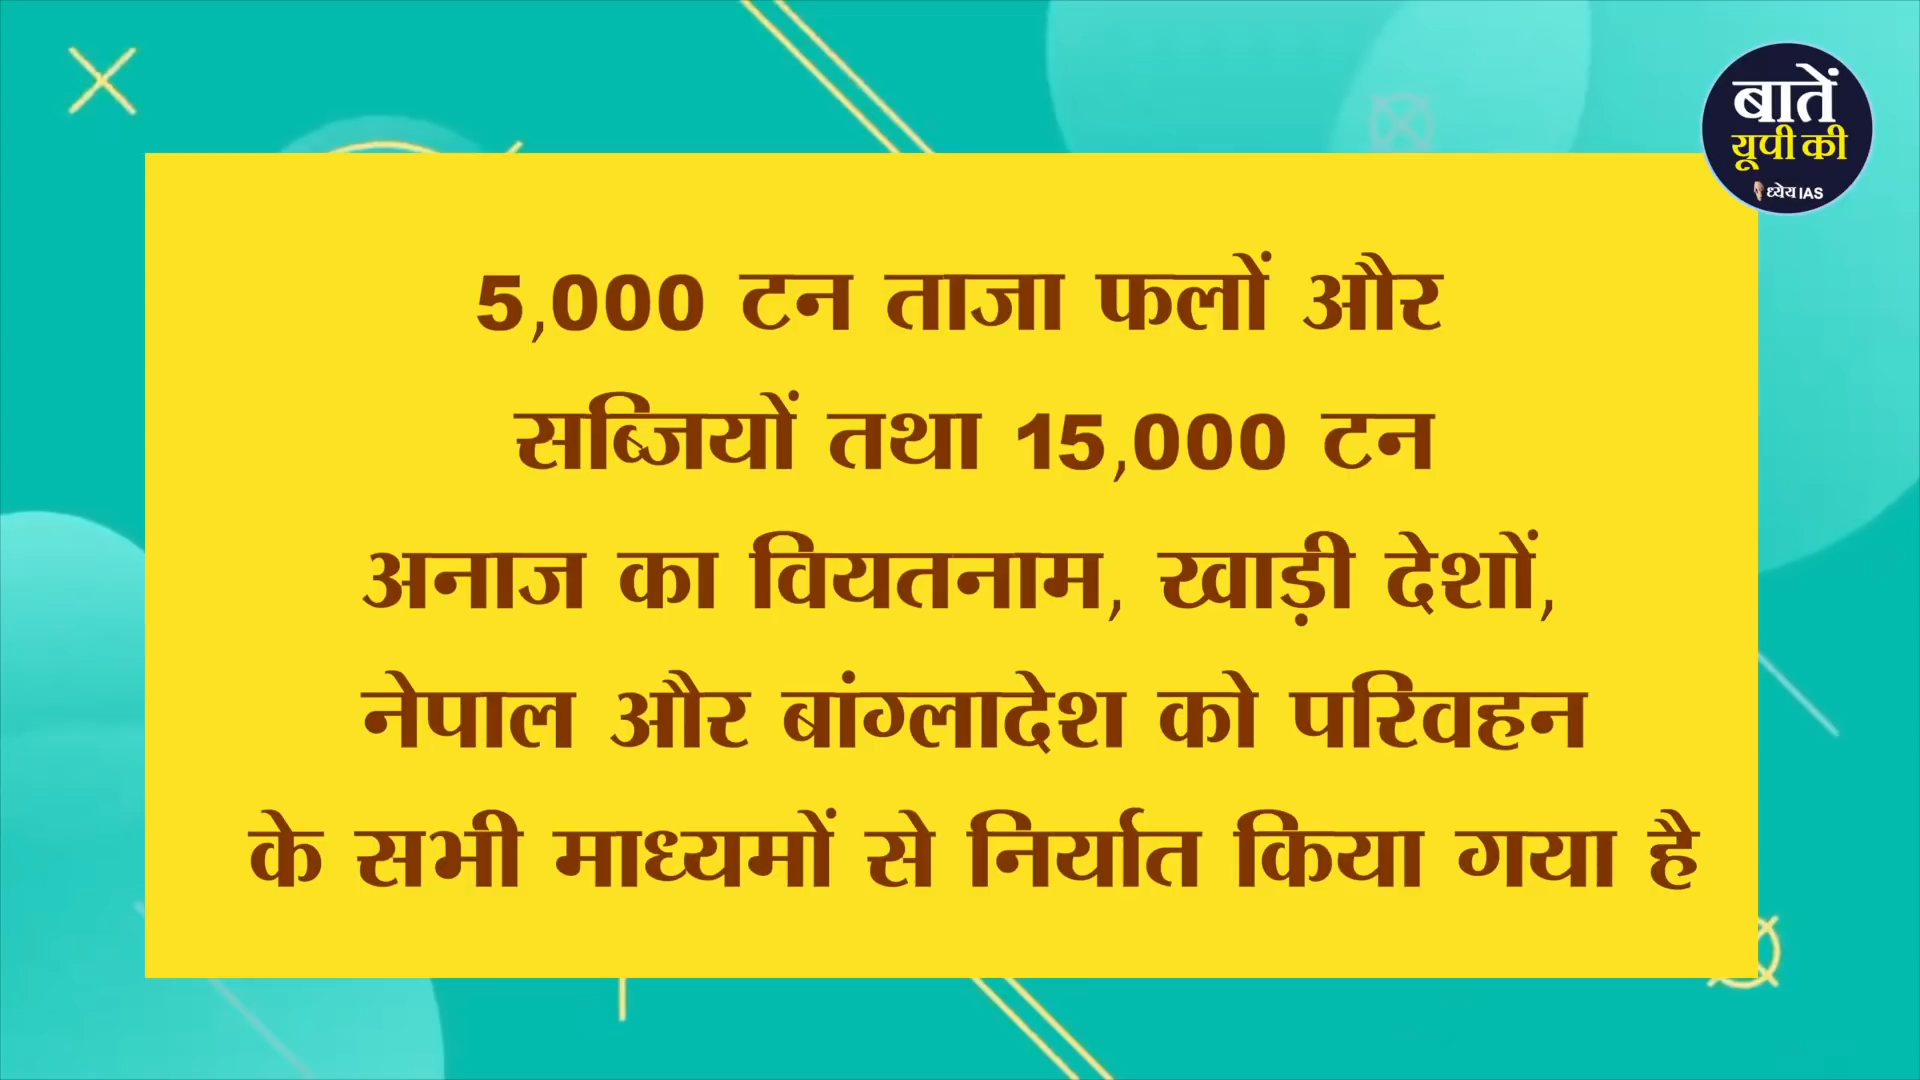 बातें
यूपी की
ध्येय IAS
5,000 टन ताजा फलों और
सब्जियों तथा 15,000 टन
अनाज का वियतनाम, खाड़ी देशों,
नेपाल और बांग्लादेश को परिवहन
के सभी माध्यमों से निर्यात किया गया है